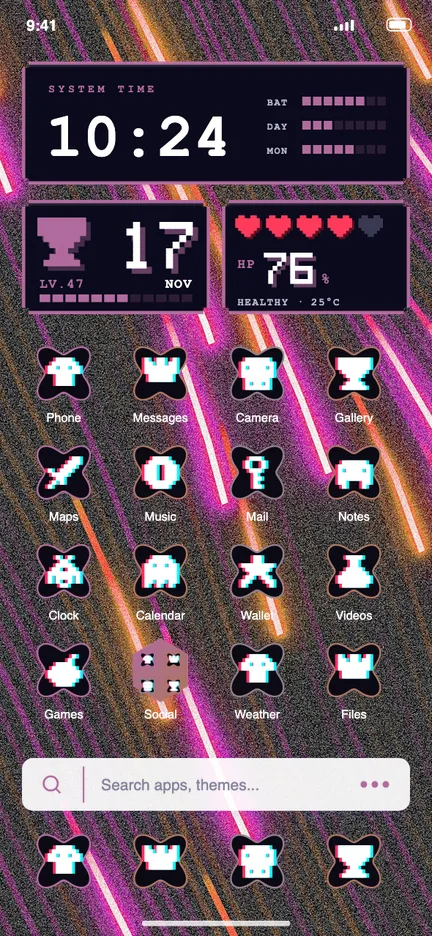 9:41
SYSTEM TIME
10:24
BAT
DAY
MON
17
LV.47
NOV
HP 76 %
HEALTHY · 25°C
Phone
Messages
Camera
Gallery
Maps
Music
Mail
Notes
Clock
Calendar
Wallet
Videos
Games
Social
Weather
Files
Search apps, themes...